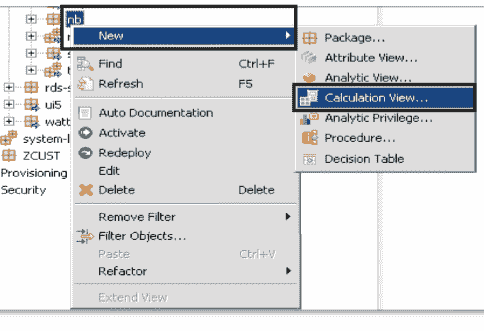 nb
New
Package...
Attribute View...
Find Ctrl+F
Analytic View...
Refresh F5
Calculation View...
rds-s
ui5
Auto Documentation
Analytic Privilege...
watt
Activate
Procedure...
system-l
Redeploy
Decision Table
ZCUST
Edit
Provisioning
Delete Delete
Security
Remove Filter
Filter Objects...
Paste Ctrl+V
Refactor
Extend View